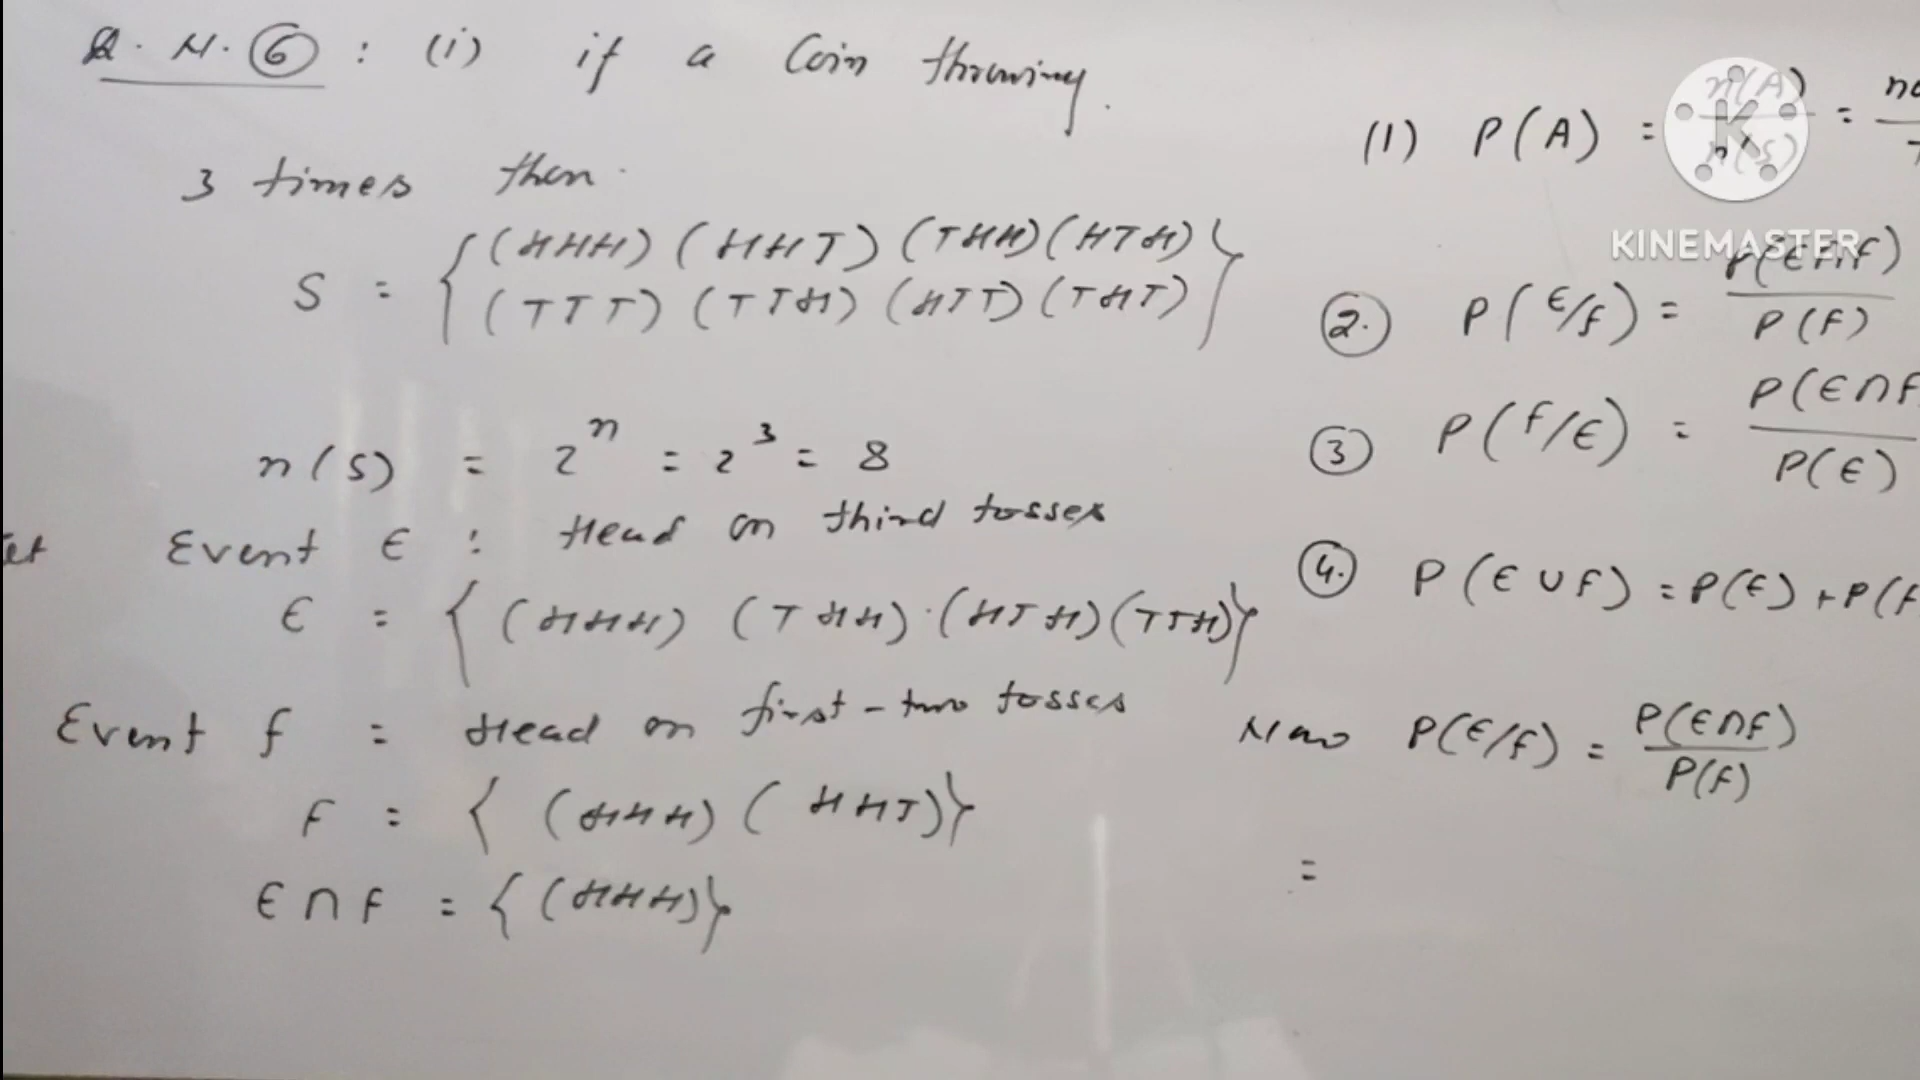 Q. N. 6 : (i) if a Coin throwing.
3 times then.
S = { (HHH) (HHT) (THH) (HTH)
(TTT) (TTH) (HTT) (THT) }
n(s) = 2^n = 2^3 = 8
Event E : Head on third tosses
E = { (HHH) (THH) . (HTH) (TTH) }
Event f = Head on first-two tosses
F = { (HHH) ( HHT) }
E ∩ F = { (HHH) }
(1) P(A) = n(A) / n(s) =
KINEMASTER
2. P(E/f) = P(E∩f) / P(F)
3 P(F/E) = P(E∩F / P(E)
4. P(E∪F) = P(E) + P(F
Now P(E/F) = P(E∩F) / P(F)
=